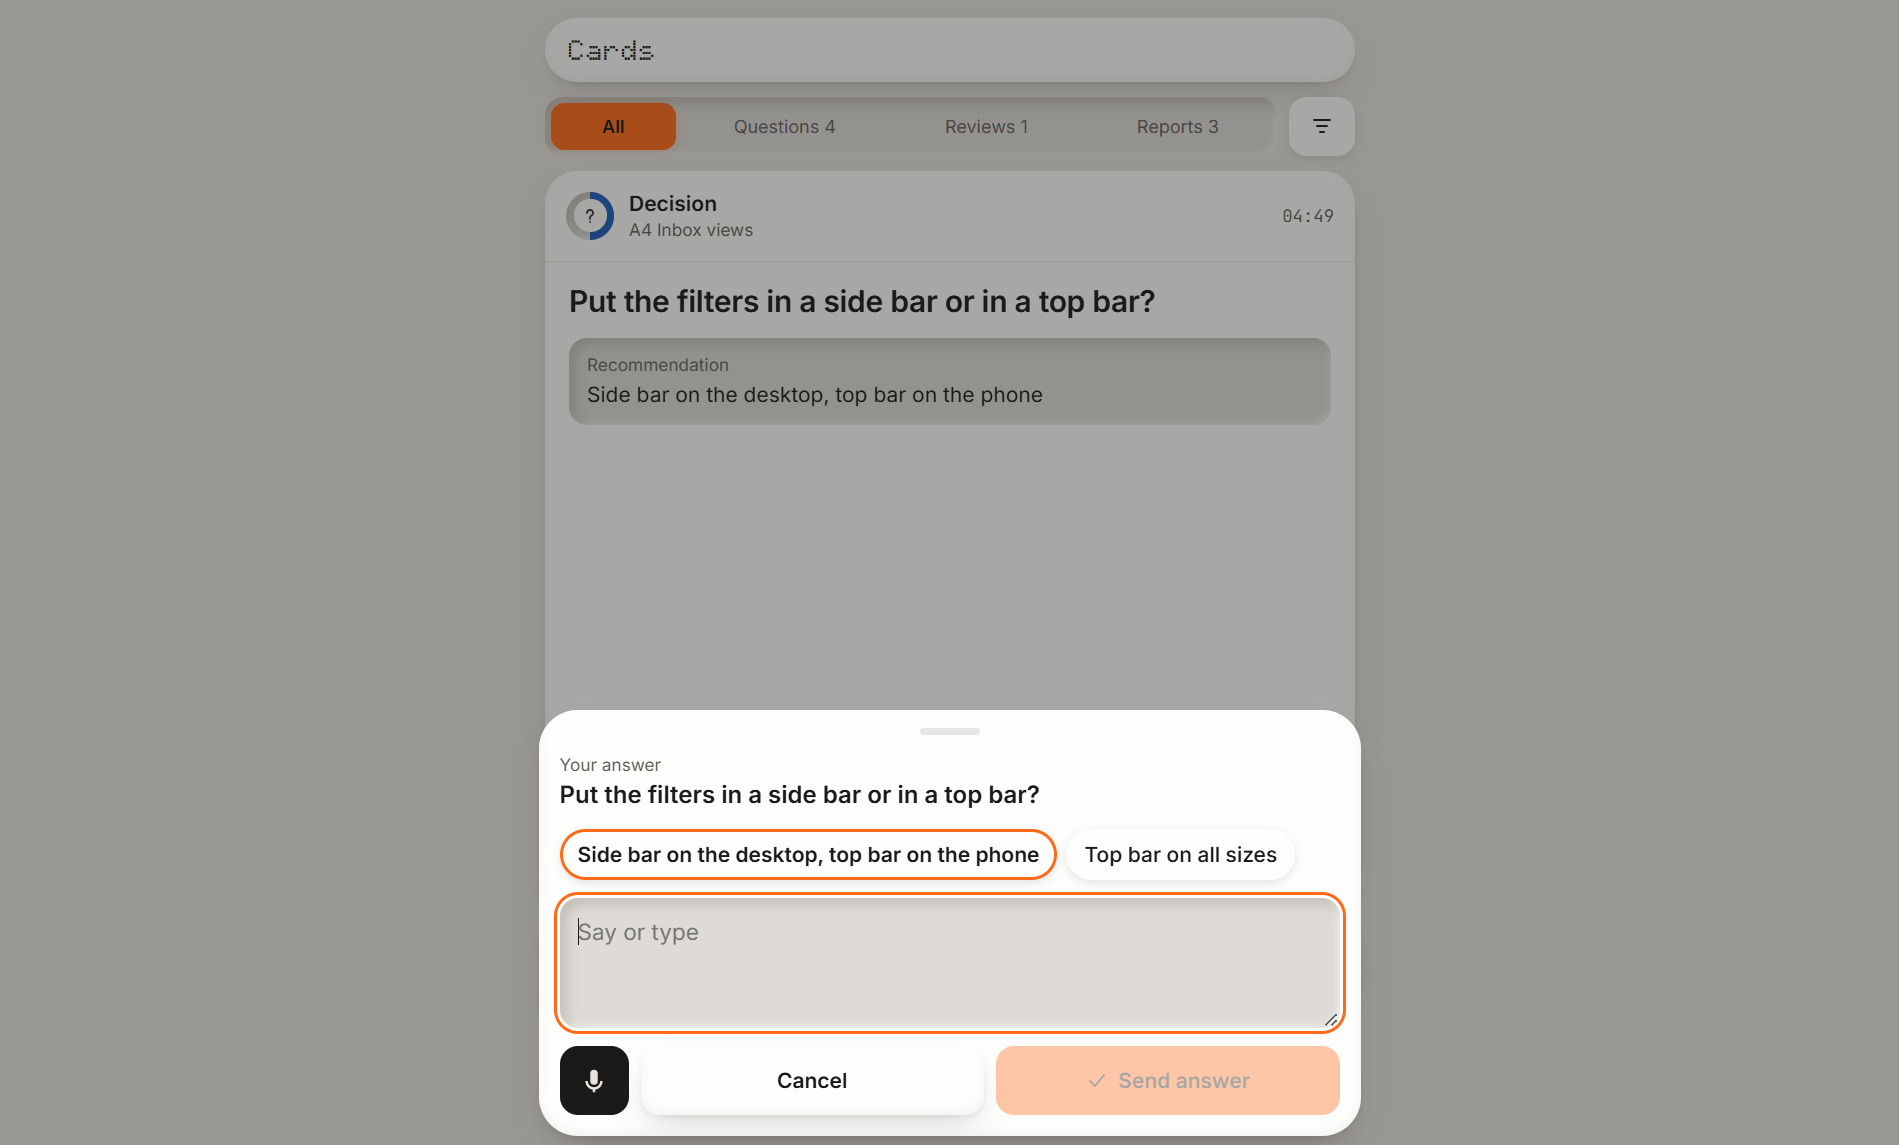 Cards
All
Questions 4
Reviews 1
Reports 3
?
Decision
A4 Inbox views
04:49
Put the filters in a side bar or in a top bar?
Recommendation
Side bar on the desktop, top bar on the phone
Your answer
Put the filters in a side bar or in a top bar?
Side bar on the desktop, top bar on the phone
Top bar on all sizes
Say or type
Cancel
Send answer